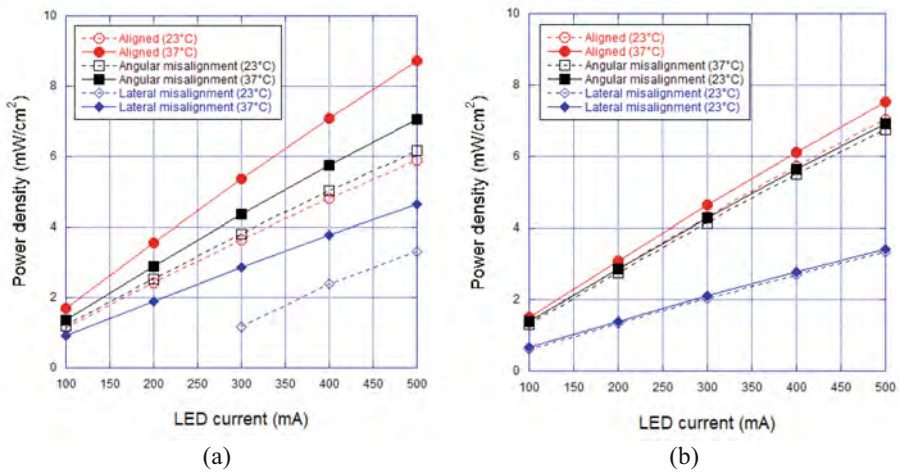 10
8
6
4
2
0
Power density (mW/cm²)
Aligned (23°C)
Aligned (37°C)
Angular misalignment (23°C)
Angular misalignment (37°C)
Lateral misalignment (23°C)
Lateral misalignment (37°C)
100 150 200 250 300 350 400 450 500
LED current (mA)
(a)
10
8
6
4
2
0
Power density (mW/cm²)
Aligned (23°C)
Aligned (37°C)
Angular misalignment (37°C)
Angular misalignment (23°C)
Lateral misalignment (23°C)
Lateral misalignment (23°C)
100 150 200 250 300 350 400 450 500
LED current (mA)
(b)